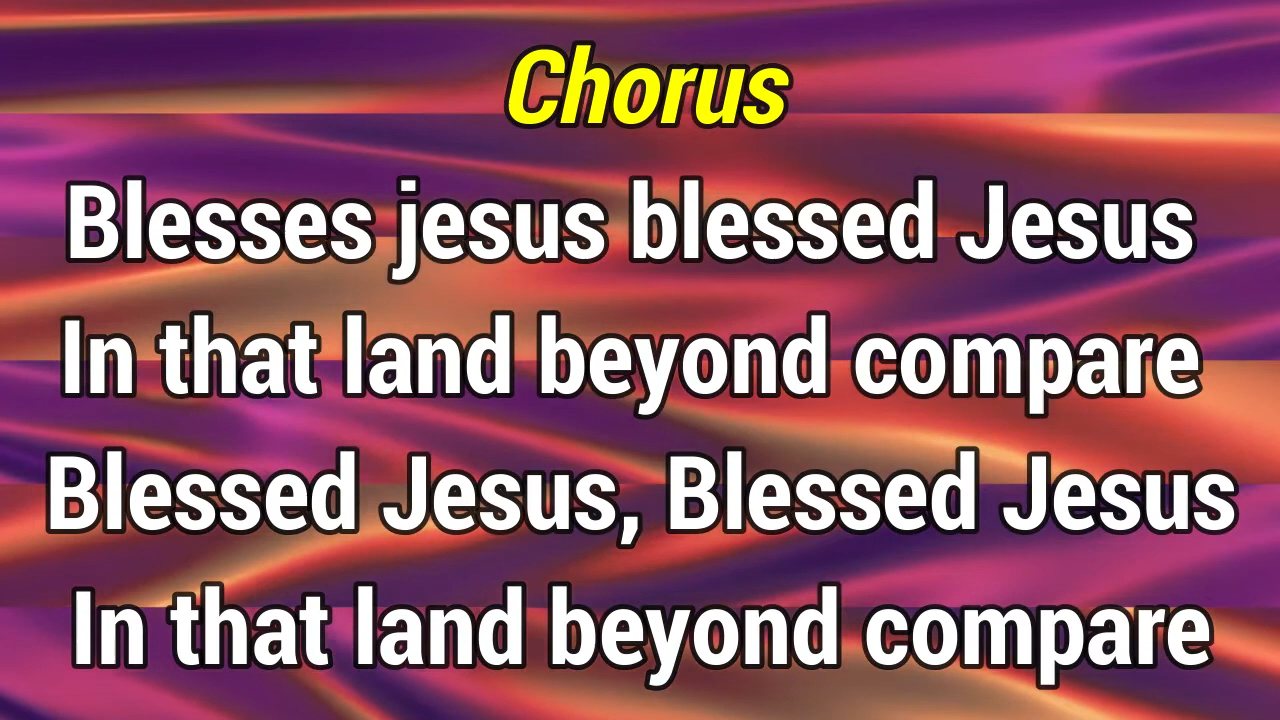 Chorus
Blesses jesus blessed Jesus
In that land beyond compare
Blessed Jesus, Blessed Jesus
In that land beyond compare